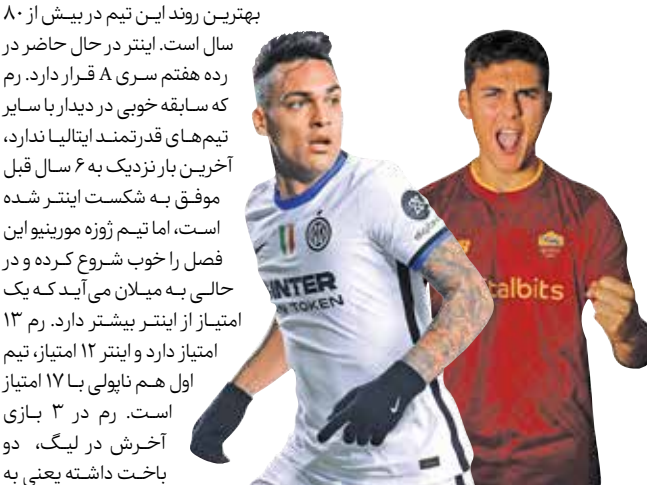 بهترین روند این تیم در بیش از ۸۰
سال است. اینتر در حال حاضر در
رده هفتم سری A قرار دارد. رم
که سابقه خوبی در دیدار با سایر
تیم‌های قدرتمند ایتالیا ندارد،
آخرین بار نزدیک به ۶ سال قبل
موفق به شکست اینتر شده
است، اما تیم ژوزه مورینیو این
فصل را خوب شروع کرده و در
حالی به میلان می‌آید که یک
امتیاز از اینتر بیشتر دارد. رم ۱۳
امتیاز دارد و اینتر ۱۲ امتیاز، تیم
اول هم ناپولی با ۱۷ امتیاز
است. رم در ۳ بازی
آخرش در لیگ، دو
باخت داشته یعنی به
INTER
TOKEN
talbits